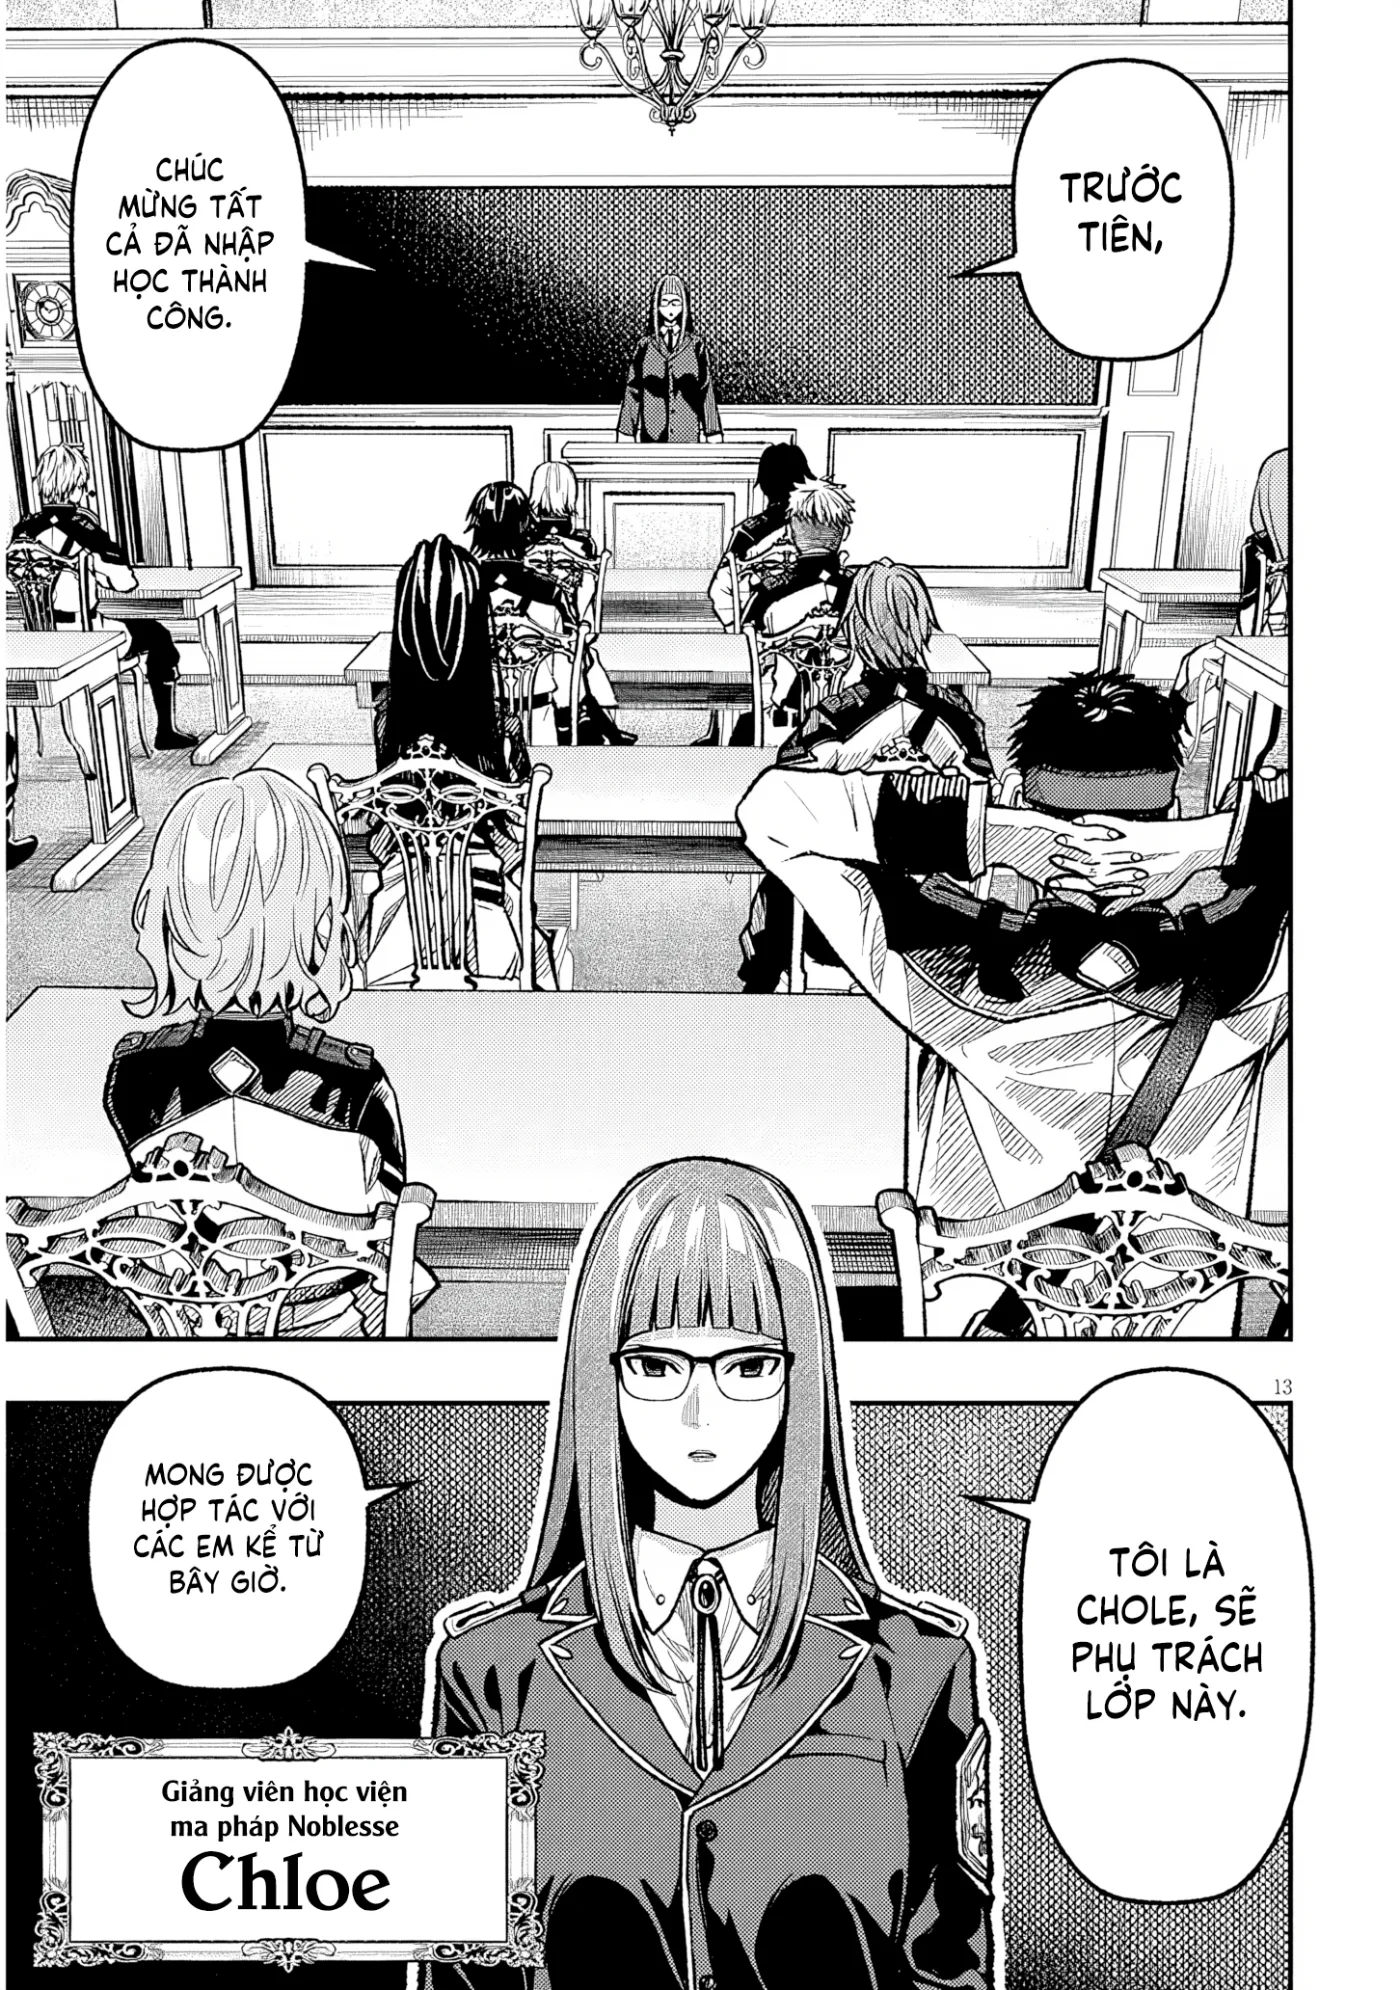 TRƯỚC
TIÊN,
CHÚC
MỪNG TẤT
CẢ ĐÃ NHẬP
HỌC THÀNH
CÔNG.
13
TÔI LÀ
CHOLE, SẼ
PHỤ TRÁCH
LỚP NÀY.
MONG ĐƯỢC
HỢP TÁC VỚI
CÁC EM KỂ TỪ
BÂY GIỜ.
Giảng viên học viện
ma pháp Noblesse
Chloe